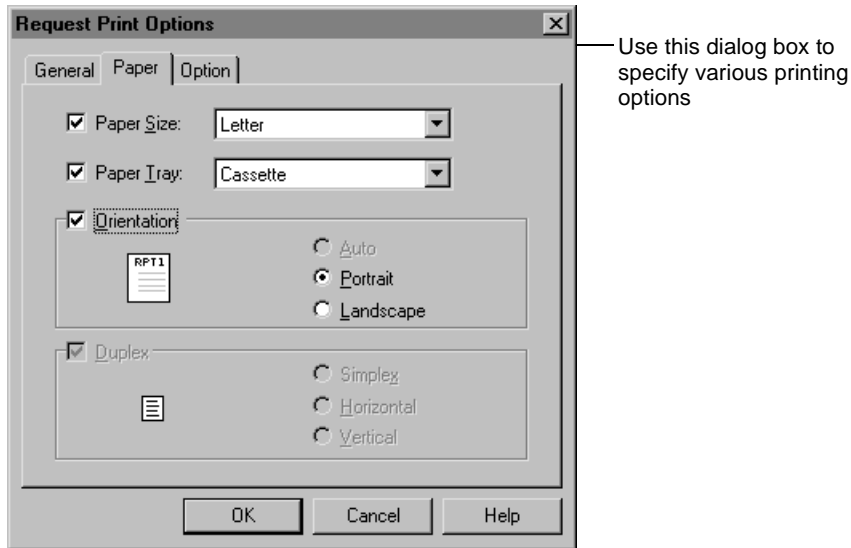 Request Print Options
Use this dialog box to
specify various printing
options
General Paper Option
Paper Size: Letter
Paper Tray: Cassette
Orientation
RPT1
Auto
Portrait
Landscape
Duplex
Simplex
Horizontal
Vertical
OK Cancel Help